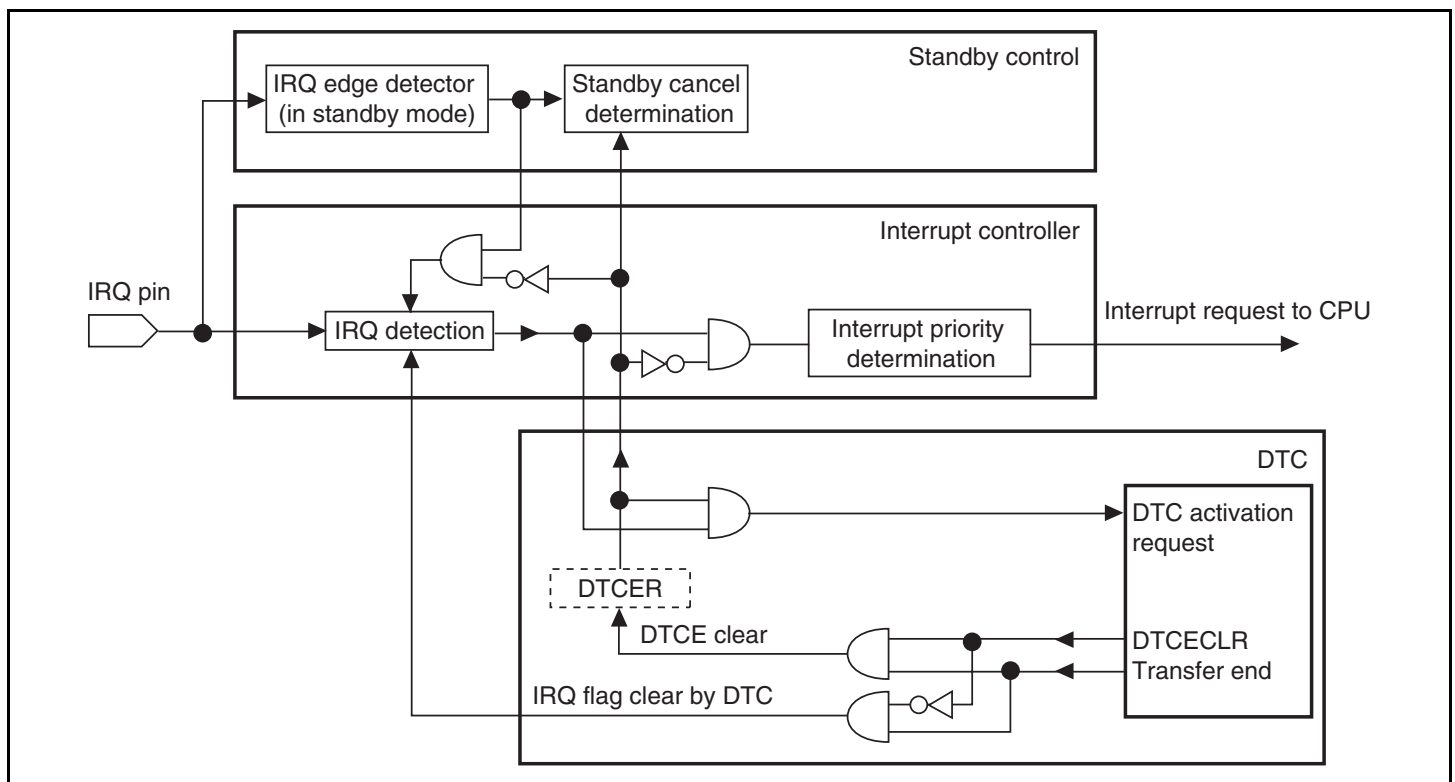 Standby control
IRQ edge detector
(in standby mode)
Standby cancel
determination
Interrupt controller
IRQ pin
IRQ detection
Interrupt priority
determination
Interrupt request to CPU
DTC
DTC activation
request
DTCER
DTCE clear
DTCECLR
Transfer end
IRQ flag clear by DTC